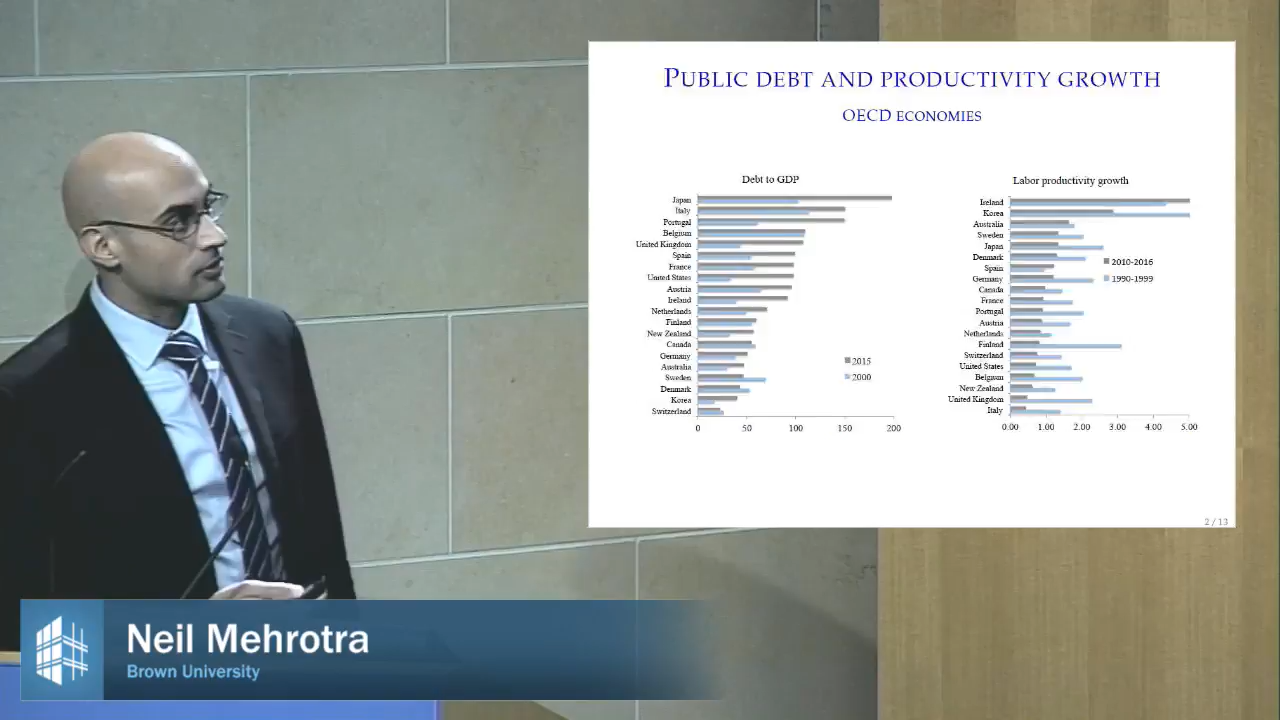 PUBLIC DEBT AND PRODUCTIVITY GROWTH
OECD ECONOMIES
Debt to GDP
Japan
Italy
Portugal
Belgium
United Kingdom
Spain
France
United States
Austria
Ireland
Netherlands
Finland
New Zealand
Canada
Germany
Australia
Sweden
Denmark
Korea
Switzerland
2015
2000
0 50 100 150 200
Labor productivity growth
Ireland
Korea
Australia
Sweden
Japan
Denmark
Spain
Germany
Canada
France
Portugal
Austria
Netherlands
Finland
Switzerland
United States
Belgium
New Zealand
United Kingdom
Italy
2010-2016
1990-1999
0.00 1.00 2.00 3.00 4.00 5.00
2 / 13
Neil Mehrotra
Brown University